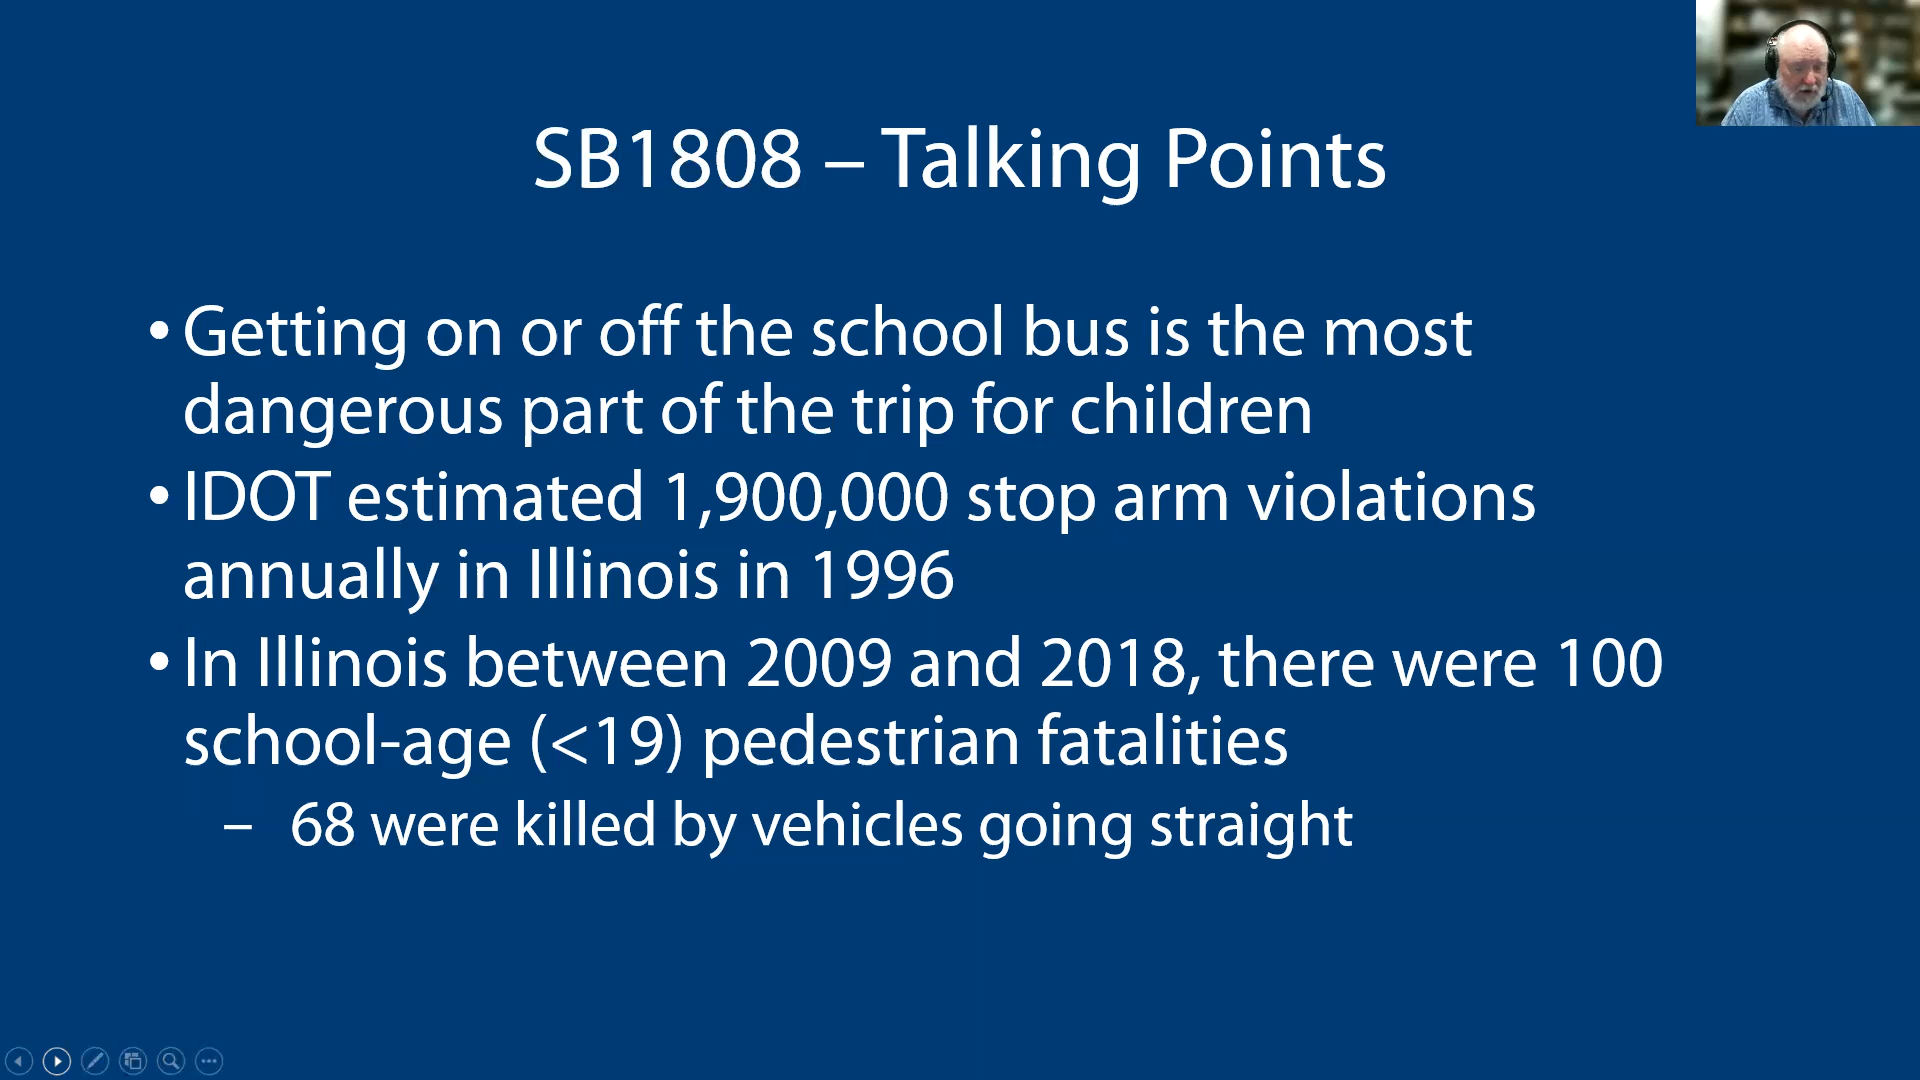 SB1808 – Talking Points
• Getting on or off the school bus is the most
dangerous part of the trip for children
• IDOT estimated 1,900,000 stop arm violations
annually in Illinois in 1996
• In Illinois between 2009 and 2018, there were 100
school-age (<19) pedestrian fatalities
– 68 were killed by vehicles going straight